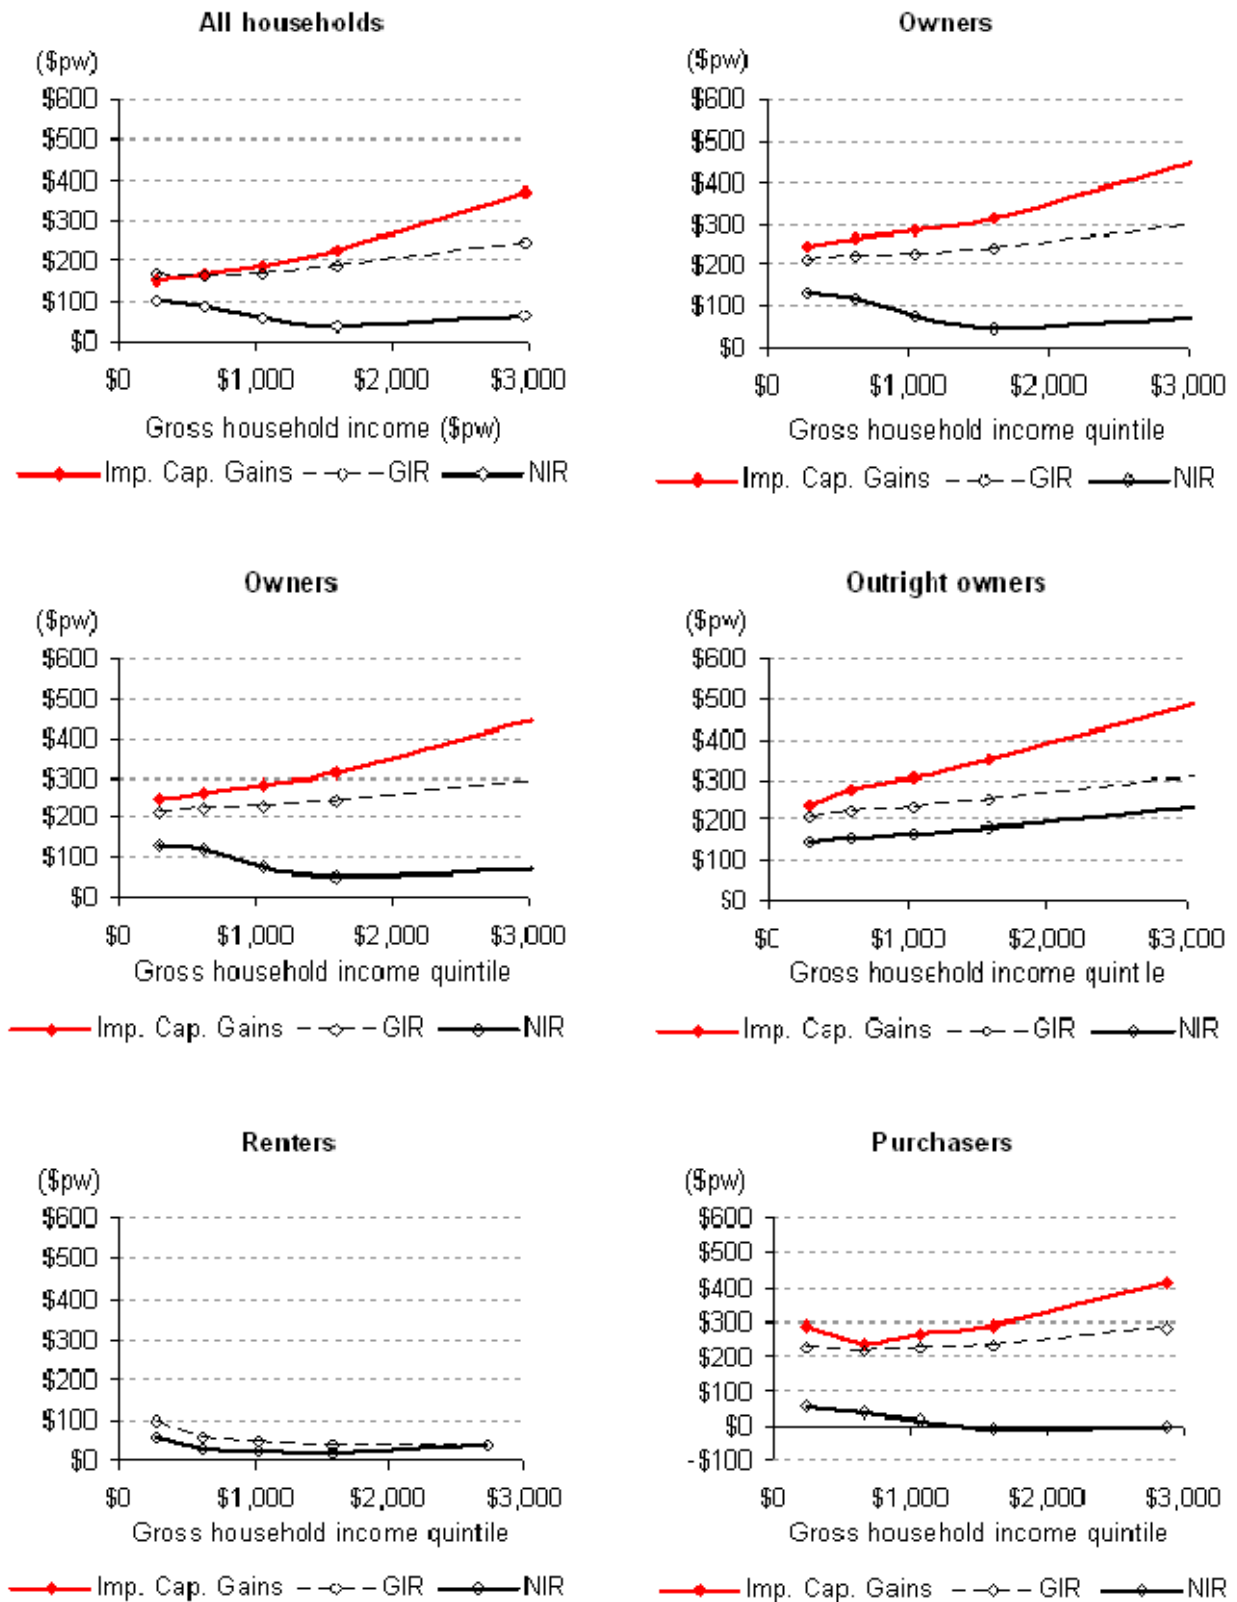 All households
($pw)
$600
$500
$400
$300
$200
$100
$0
$0 $1,000 $2,000 $3,000
Gross household income ($pw)
Imp. Cap. Gains GIR NIR
Owners
($pw)
$600
$500
$400
$300
$200
$100
$0
$0 $1,000 $2,000 $3,000
Gross household income quintile
Imp. Cap. Gains GIR NIR
Owners
($pw)
$600
$500
$400
$300
$200
$100
$0
$0 $1,000 $2,000 $3,000
Gross household income quintile
Imp. Cap. Gains GIR NIR
Outright owners
($pw)
$600
$500
$400
$300
$200
$100
$0
$0 $1,000 $2,000 $3,000
Gross household income quintile
Imp. Cap. Gains GIR NIR
Renters
($pw)
$600
$500
$400
$300
$200
$100
$0
$0 $1,000 $2,000 $3,000
Gross household income quintile
Imp. Cap. Gains GIR NIR
Purchasers
($pw)
$600
$500
$400
$300
$200
$100
$0
-$100
$0 $1,000 $2,000 $3,000
Gross household income quintile
Imp. Cap. Gains GIR NIR